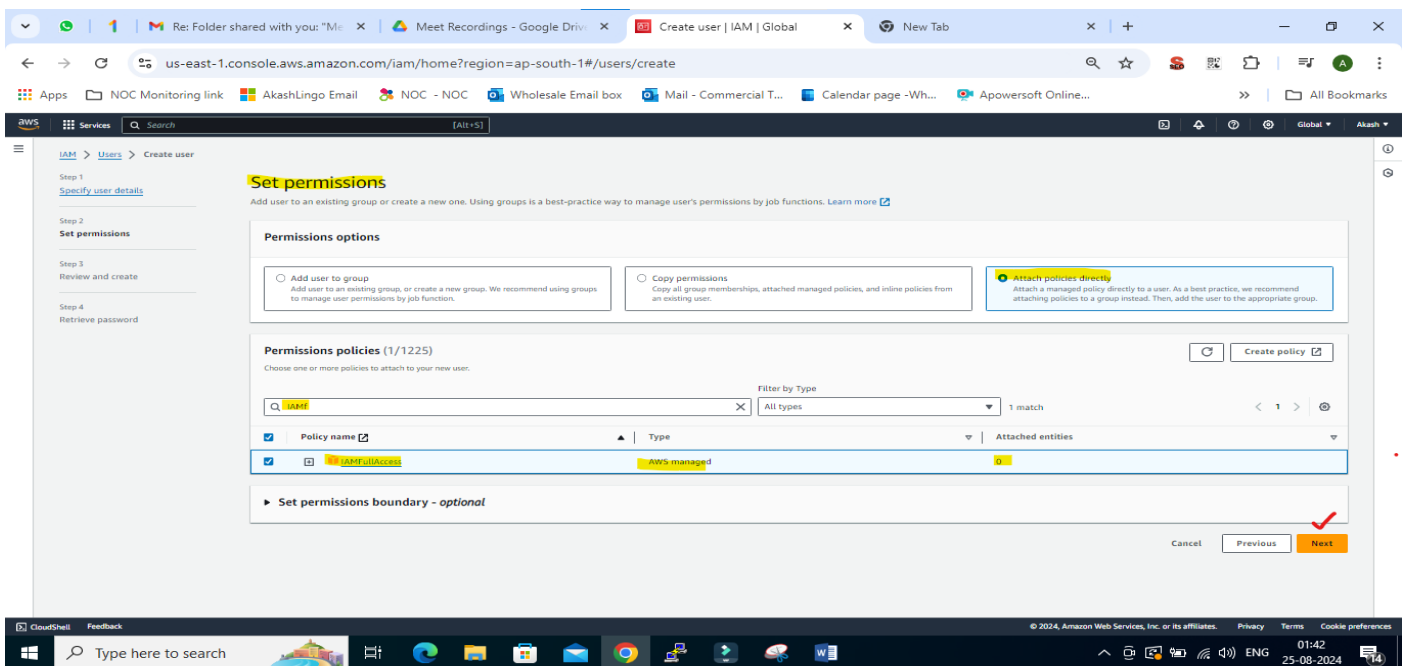 Re: Folder shared with you: "Me
Meet Recordings - Google Driv
Create user | IAM | Global
New Tab
us-east-1.console.aws.amazon.com/iam/home?region=ap-south-1#/users/create
A
Apps
NOC Monitoring link
AkashLingo Email
NOC - NOC
Wholesale Email box
Mail - Commercial T...
Calendar page -Wh...
Apowersoft Online...
All Bookmarks
aws
Services
Search
[Alt+S]
Global
Akash
IAM > Users > Create user
Step 1
Specify user details
Step 2
Set permissions
Step 3
Review and create
Step 4
Retrieve password
Set permissions
Add user to an existing group or create a new one. Using groups is a best-practice way to manage user's permissions by job functions. Learn more
Permissions options
Add user to group
Add user to an existing group, or create a new group. We recommend using groups
to manage user permissions by job function.
Copy permissions
Copy all group memberships, attached managed policies, and inline policies from
an existing user.
Attach policies directly
Attach a managed policy directly to a user. As a best practice, we recommend
attaching policies to a group instead. Then, add the user to the appropriate group.
Permissions policies (1/1225)
Create policy
Choose one or more policies to attach to your new user.
Filter by Type
IAMf
All types
1 match
1
Policy name
Type
Attached entities
IAMFullAccess
AWS managed
0
Set permissions boundary - optional
Cancel
Previous
Next
CloudShell
Feedback
© 2024, Amazon Web Services, Inc. or its affiliates.
Privacy
Terms
Cookie preferences
Type here to search
ENG
01:42
25-08-2024
14